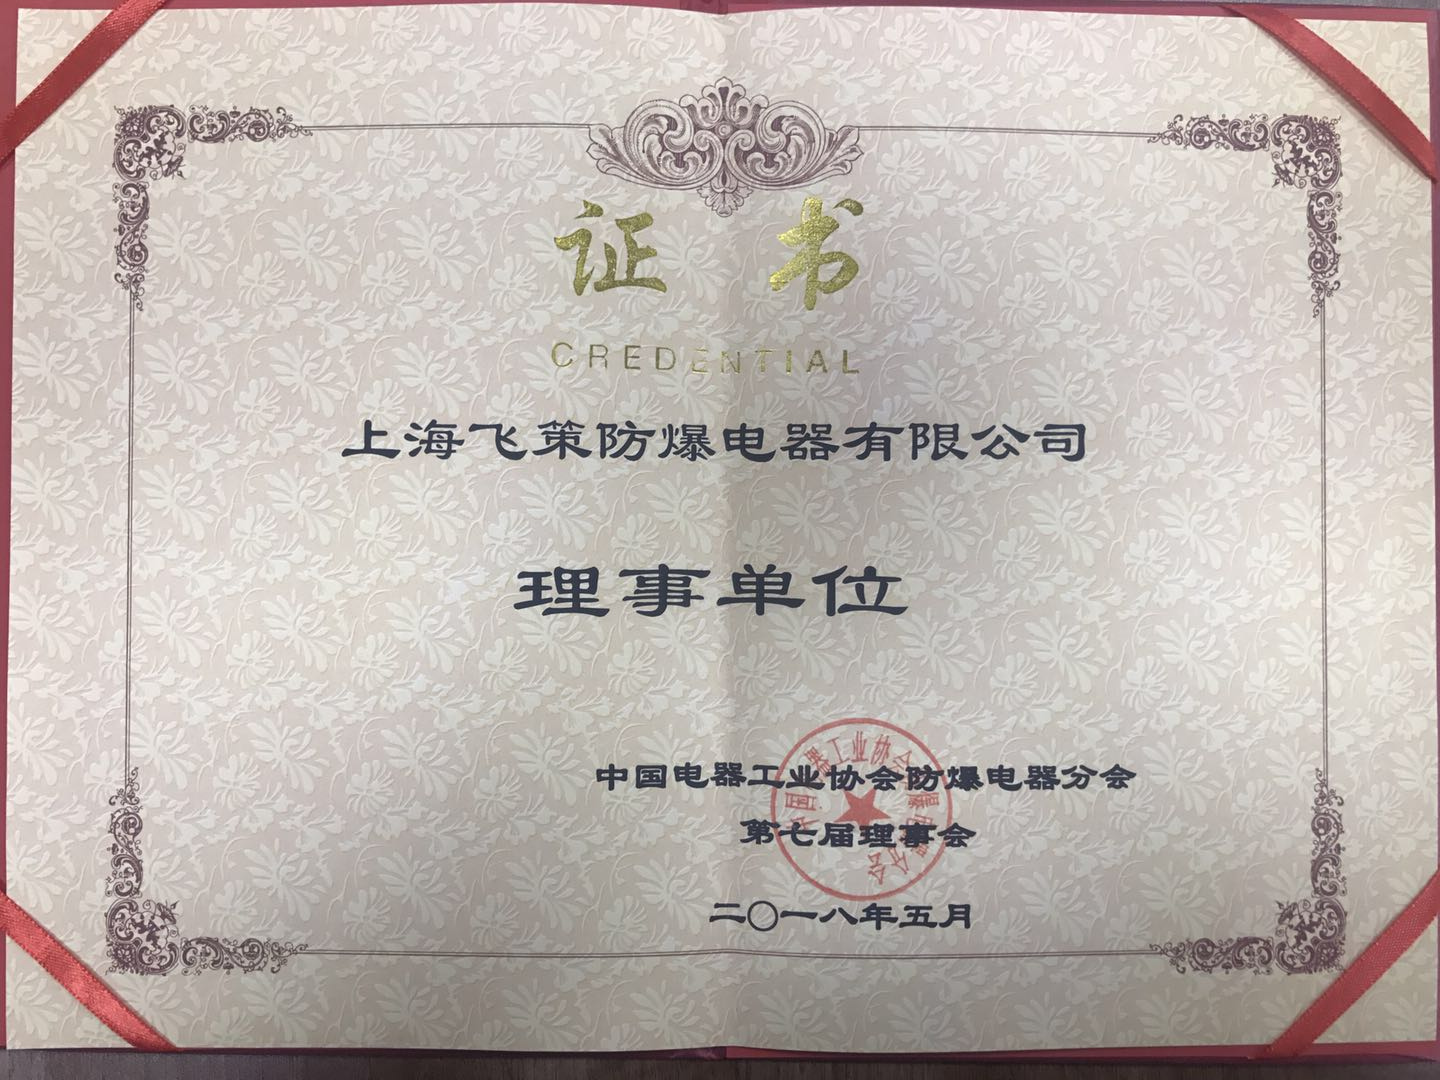 证书
CREDENTIAL
上海飞策防爆电器有限公司
理事单位
中国电器工业协会防爆电器分会
第七届理事会
二〇一八年五月